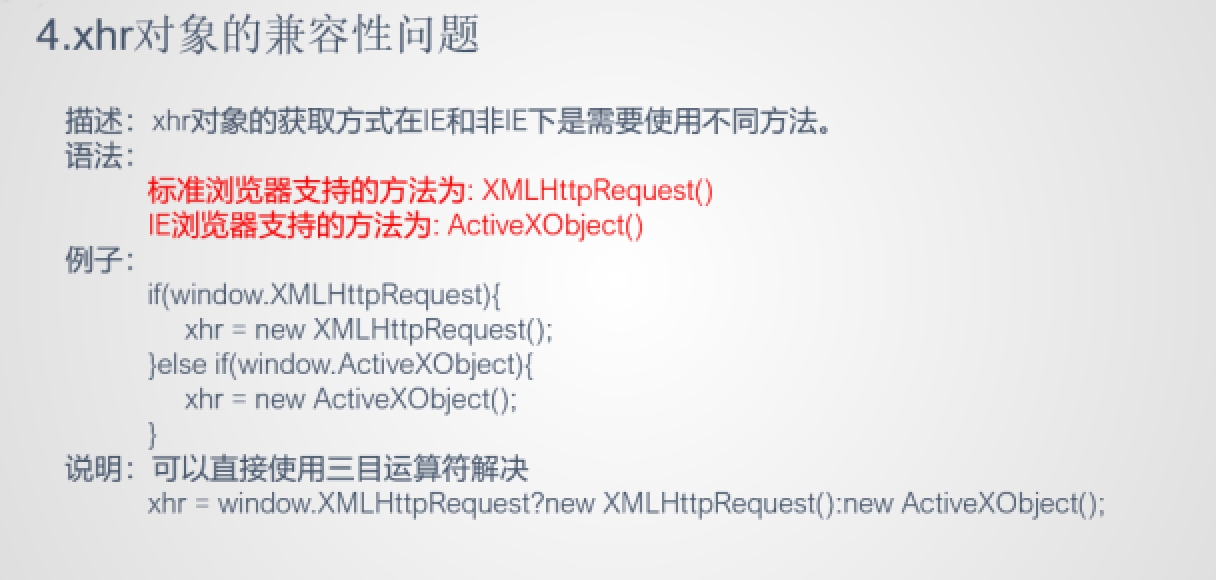 4.xhr对象的兼容性问题
描述：xhr对象的获取方式在IE和非IE下是需要使用不同方法。
语法：
标准浏览器支持的方法为: XMLHttpRequest()
IE浏览器支持的方法为: ActiveXObject()
例子：
if(window.XMLHttpRequest){
xhr = new XMLHttpRequest();
}else if(window.ActiveXObject){
xhr = new ActiveXObject();
}
说明：可以直接使用三目运算符解决
xhr = window.XMLHttpRequest?new XMLHttpRequest():new ActiveXObject();